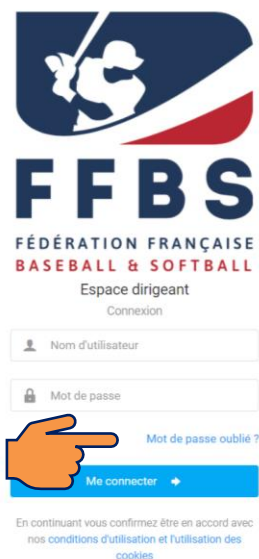 FFBS
FÉDÉRATION FRANÇAISE
BASEBALL & SOFTBALL
Espace dirigeant
Connexion
Nom d'utilisateur
Mot de passe
Mot de passe oublié ?
Me connecter
En continuant vous confirmez être en accord avec
nos conditions d'utilisation et l'utilisation des
cookies